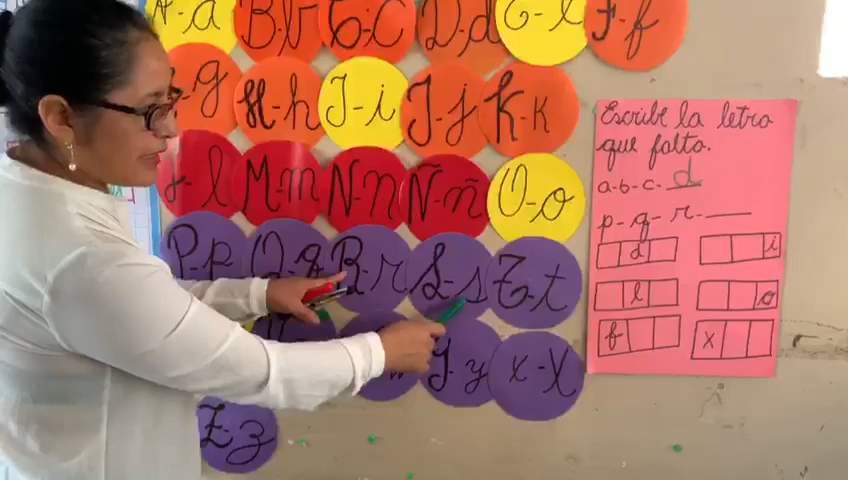 A-a B-b C-c D-d E-e F-f
-g H-h I-i J-j K-k
-l M-m N-n Ñ-ñ O-o
P-p Q-q R-r S-s T-t
-y x-X
Z-z
Escribe la letra
que falta.
a-b-c- d
p-q-r-___
d i
l o
f x